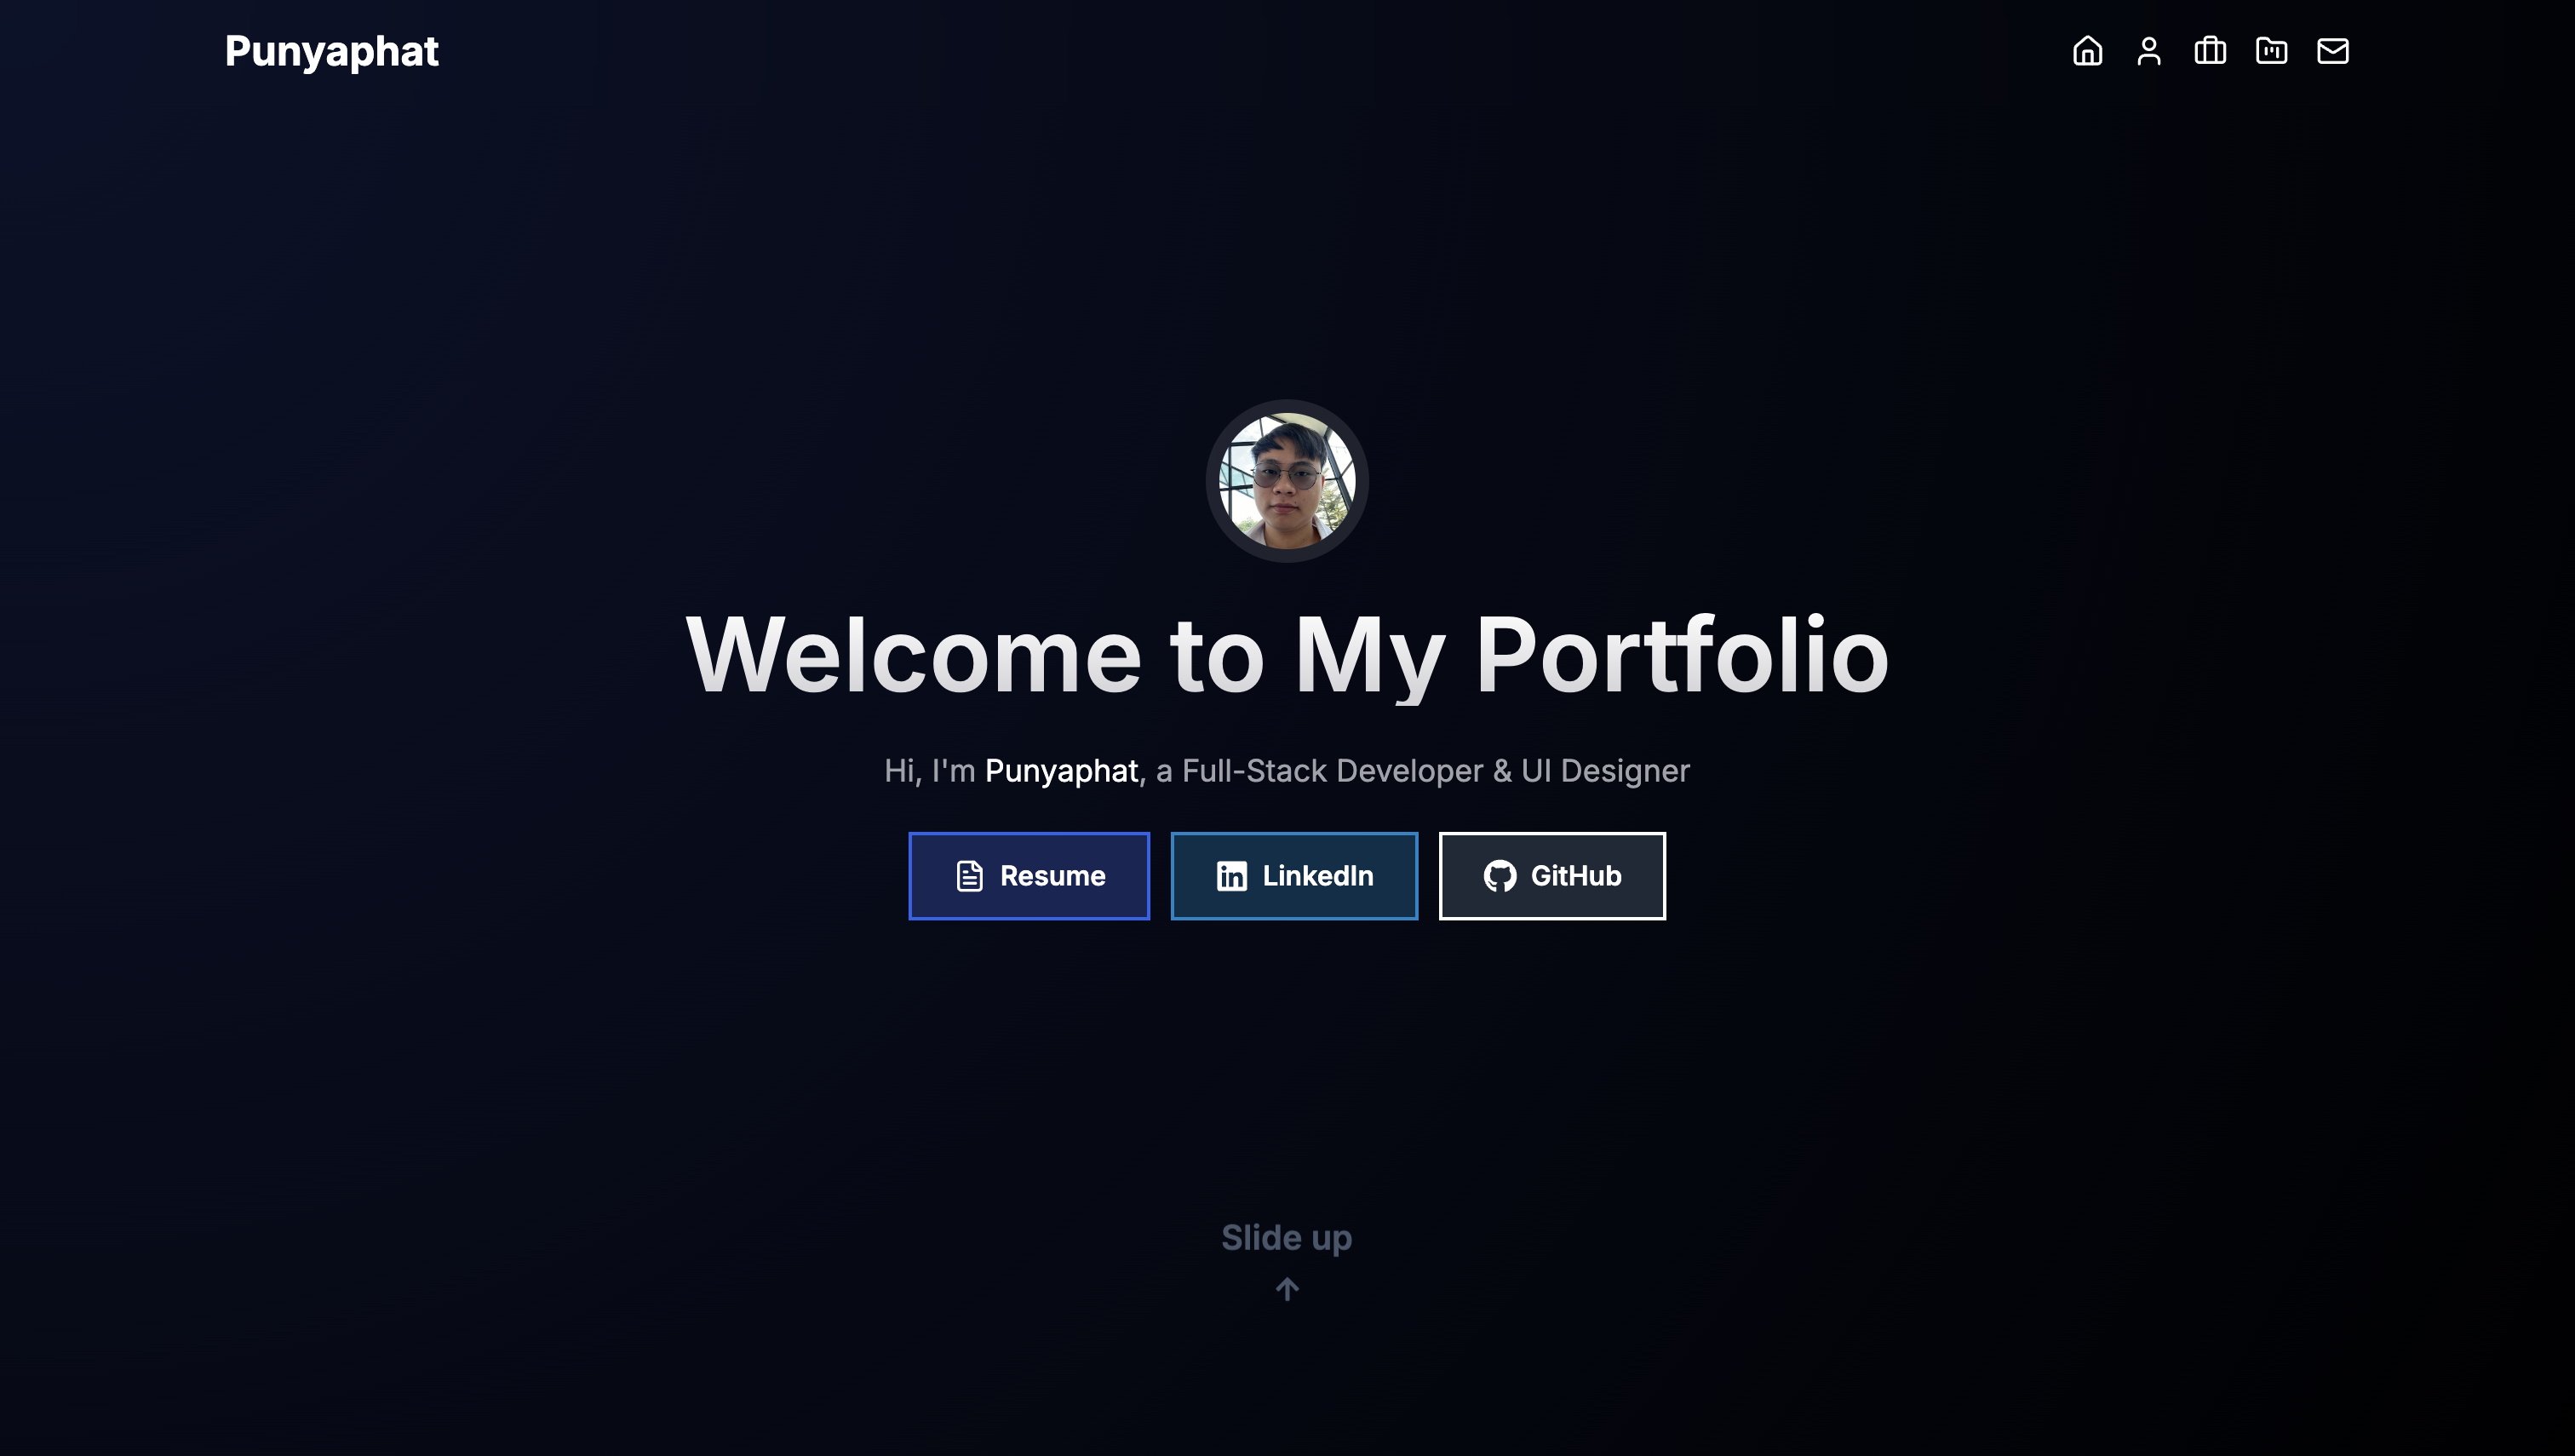 Punyaphat
Welcome to My Portfolio
Hi, I'm Punyaphat, a Full-Stack Developer & UI Designer
Resume
LinkedIn
GitHub
Slide up